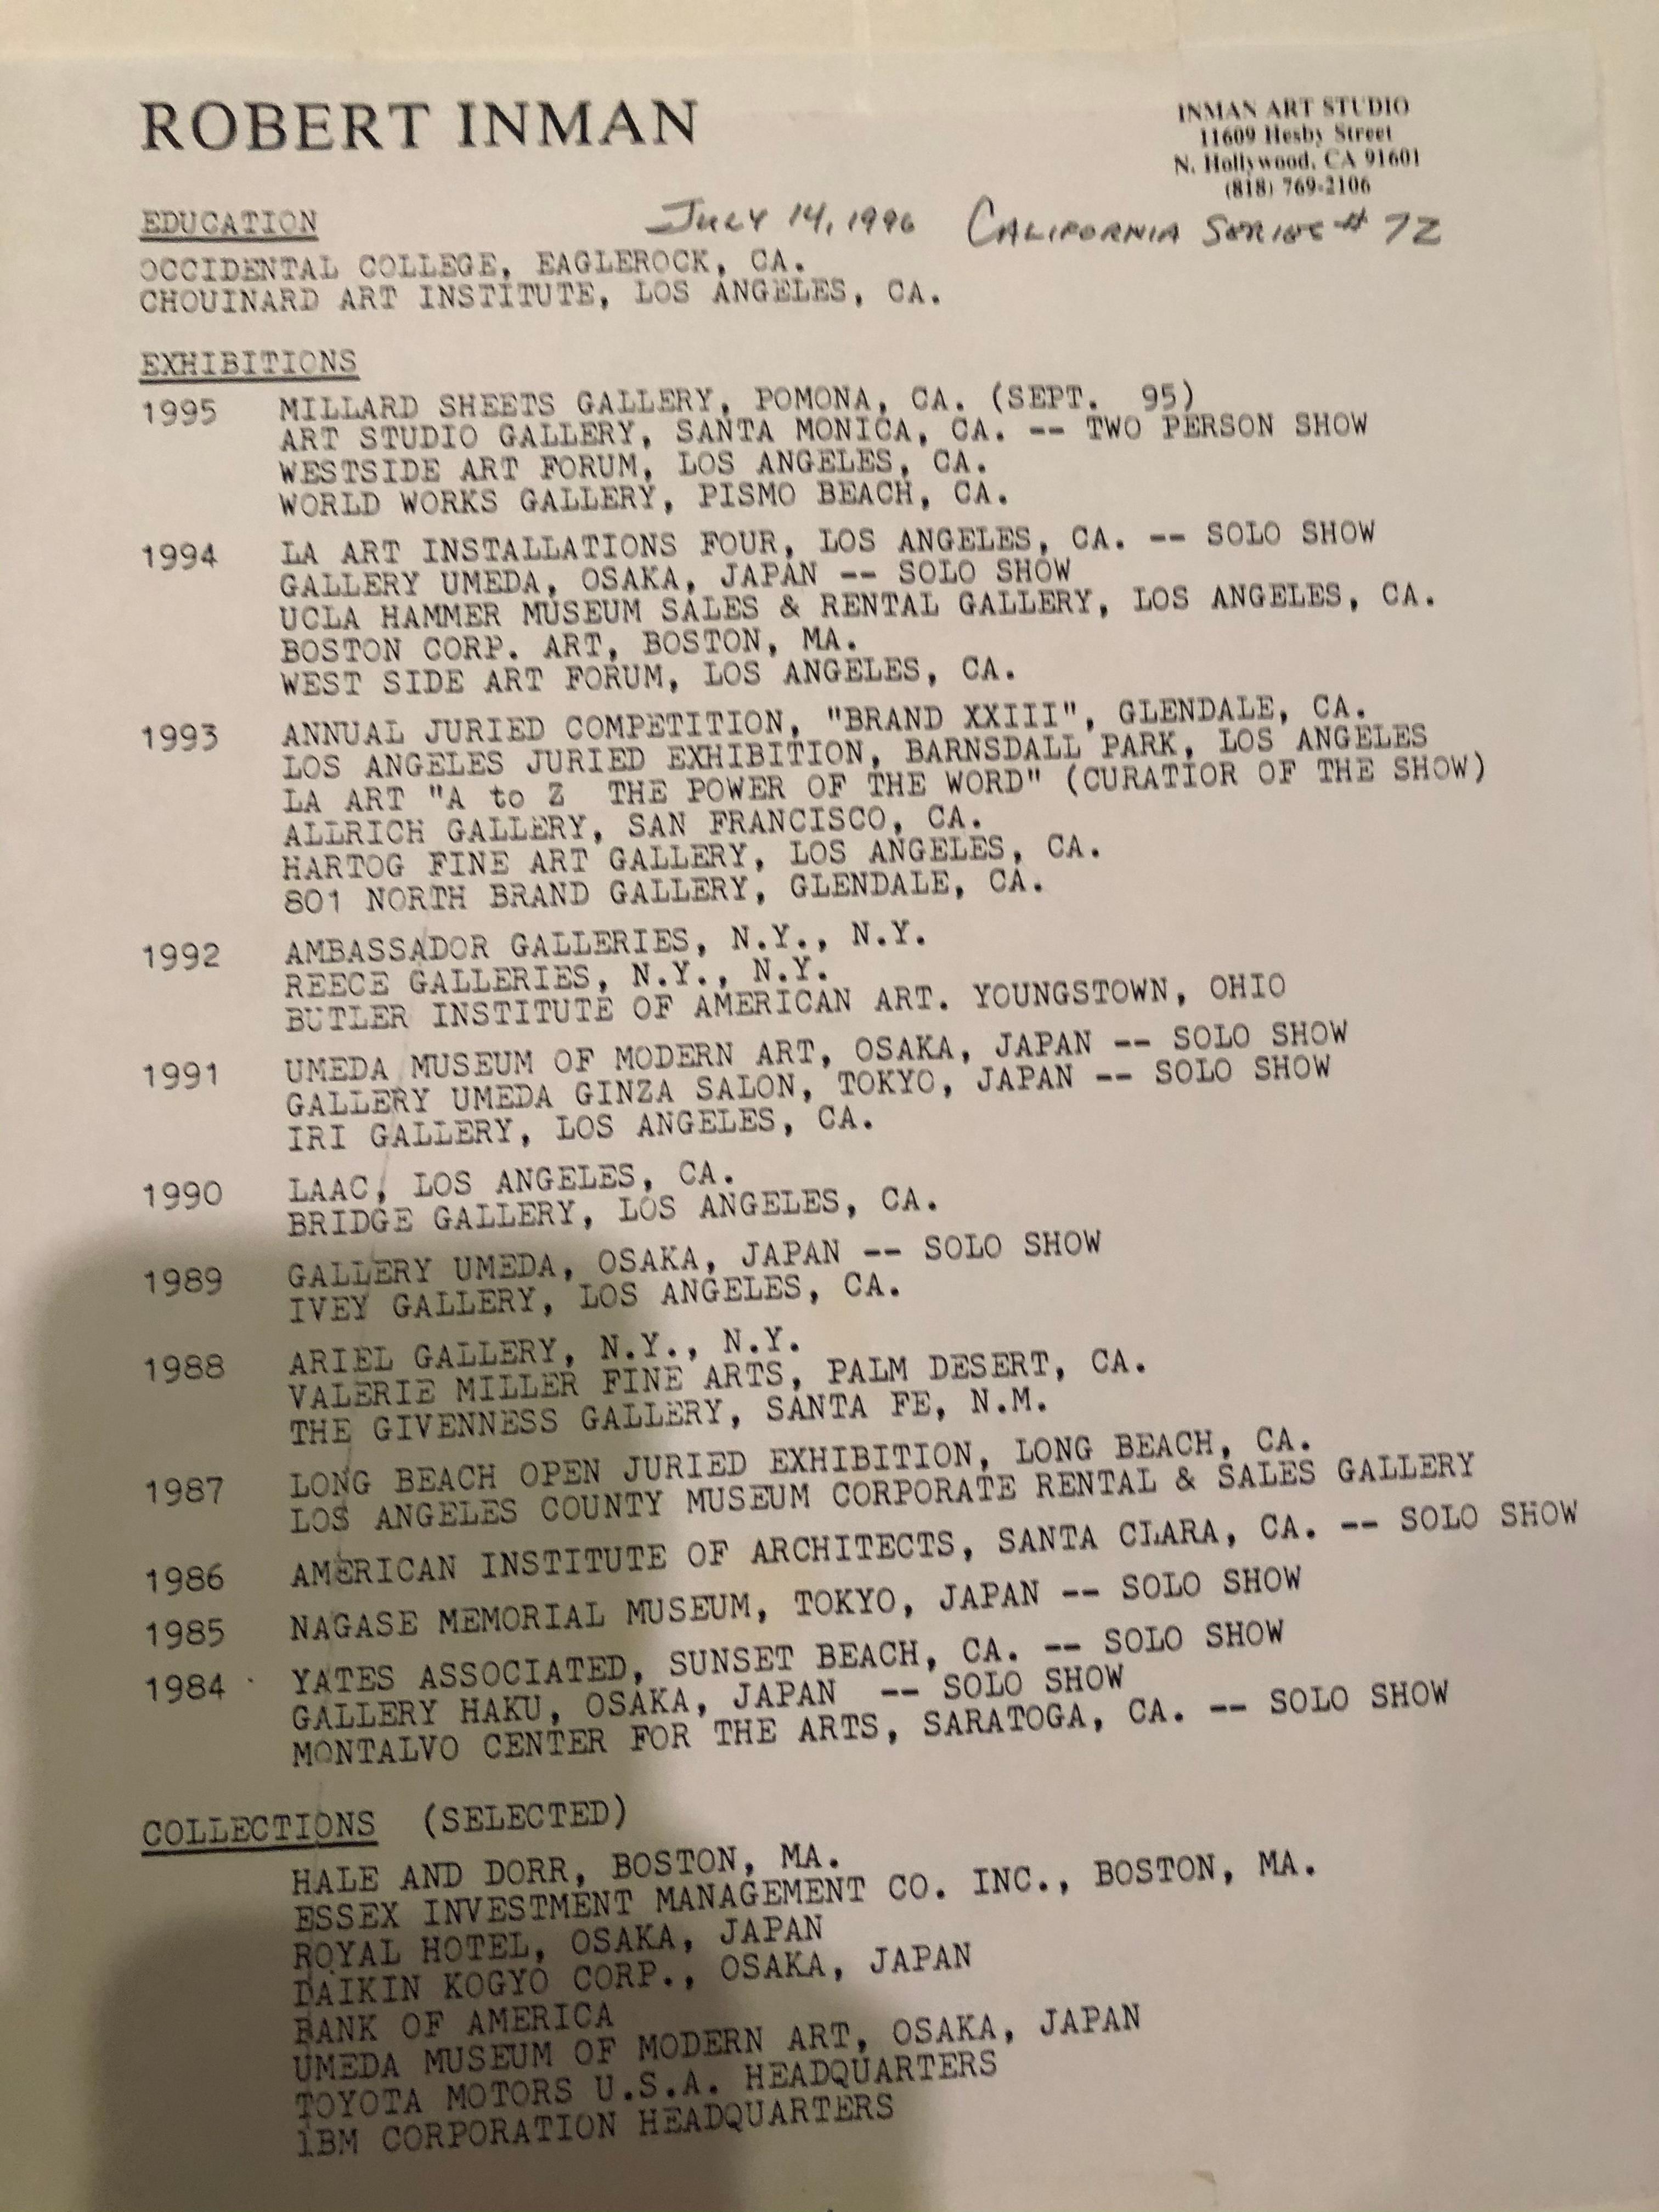 ROBERT INMAN
INMAN ART STUDIO
11609 Hesby Street
N. Hollywood, CA 91601
(818) 769-2106
JULY 14, 1996 CALIFORNIA SERIES # 72
EDUCATION
OCCIDENTAL COLLEGE, EAGLEROCK, CA.
CHOUINARD ART INSTITUTE, LOS ANGELES, CA.
EXHIBITIONS
1995 MILLARD SHEETS GALLERY, POMONA, CA. (SEPT. 95)
ART STUDIO GALLERY, SANTA MONICA, CA. -- TWO PERSON SHOW
WESTSIDE ART FORUM, LOS ANGELES, CA.
WORLD WORKS GALLERY, PISMO BEACH, CA.
1994 LA ART INSTALLATIONS FOUR, LOS ANGELES, CA. -- SOLO SHOW
GALLERY UMEDA, OSAKA, JAPAN -- SOLO SHOW
UCLA HAMMER MUSEUM SALES & RENTAL GALLERY, LOS ANGELES, CA.
BOSTON CORP. ART, BOSTON, MA.
WEST SIDE ART FORUM, LOS ANGELES, CA.
1993 ANNUAL JURIED COMPETITION, "BRAND XXIII", GLENDALE, CA.
LOS ANGELES JURIED EXHIBITION, BARNSDALL PARK, LOS ANGELES
LA ART "A to Z THE POWER OF THE WORD" (CURATIOR OF THE SHOW)
ALLRICH GALLERY, SAN FRANCISCO, CA.
HARTOG FINE ART GALLERY, LOS ANGELES, CA.
801 NORTH BRAND GALLERY, GLENDALE, CA.
1992 AMBASSADOR GALLERIES, N.Y., N.Y.
REECE GALLERIES, N.Y., N.Y.
BUTLER INSTITUTE OF AMERICAN ART. YOUNGSTOWN, OHIO
1991 UMEDA MUSEUM OF MODERN ART, OSAKA, JAPAN -- SOLO SHOW
GALLERY UMEDA GINZA SALON, TOKYO, JAPAN -- SOLO SHOW
IRI GALLERY, LOS ANGELES, CA.
1990 LAAC, LOS ANGELES, CA.
BRIDGE GALLERY, LOS ANGELES, CA.
1989 GALLERY UMEDA, OSAKA, JAPAN -- SOLO SHOW
IVEY GALLERY, LOS ANGELES, CA.
1988 ARIEL GALLERY, N.Y., N.Y.
VALERIE MILLER FINE ARTS, PALM DESERT, CA.
THE GIVENNESS GALLERY, SANTA FE, N.M.
1987 LONG BEACH OPEN JURIED EXHIBITION, LONG BEACH, CA.
LOS ANGELES COUNTY MUSEUM CORPORATE RENTAL & SALES GALLERY
1986 AMERICAN INSTITUTE OF ARCHITECTS, SANTA CLARA, CA. -- SOLO SHOW
1985 NAGASE MEMORIAL MUSEUM, TOKYO, JAPAN -- SOLO SHOW
1984 YATES ASSOCIATED, SUNSET BEACH, CA. -- SOLO SHOW
GALLERY HAKU, OSAKA, JAPAN -- SOLO SHOW
MONTALVO CENTER FOR THE ARTS, SARATOGA, CA. -- SOLO SHOW
COLLECTIONS (SELECTED)
HALE AND DORR, BOSTON, MA.
ESSEX INVESTMENT MANAGEMENT CO. INC., BOSTON, MA.
ROYAL HOTEL, OSAKA, JAPAN
DAIKIN KOGYO CORP., OSAKA, JAPAN
BANK OF AMERICA
UMEDA MUSEUM OF MODERN ART, OSAKA, JAPAN
TOYOTA MOTORS U.S.A. HEADQUARTERS
IBM CORPORATION HEADQUARTERS